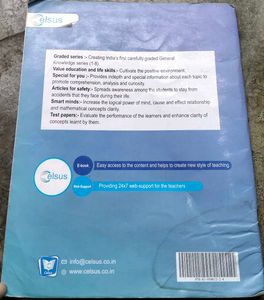 Celsus
Graded series :- Creating India's first carefully graded General
Knowledge series (1-8).
Value education and life skills:- Cultivate the positive environment.
Special for you :- Provides indepth and special information about each topic to
promote comprehension, analysis and curiosity.
Articles for safety:- Spreads awareness among the students to stay from
accidents that they face during their life.
Smart minds:- Increase the logical power of mind, cause and effect relationship
and mathematical concepts clarity.
Test papers:- Evaluate the performance of the learners and enhance clarity of
concepts learnt by them.
Celsus
E-book
Easy access to the content and helps to create new style of teaching.
Web Support
Providing 24x7 web-support for the teachers
info@celsus.co.in
celsus.co.in
www.celsus.co.in